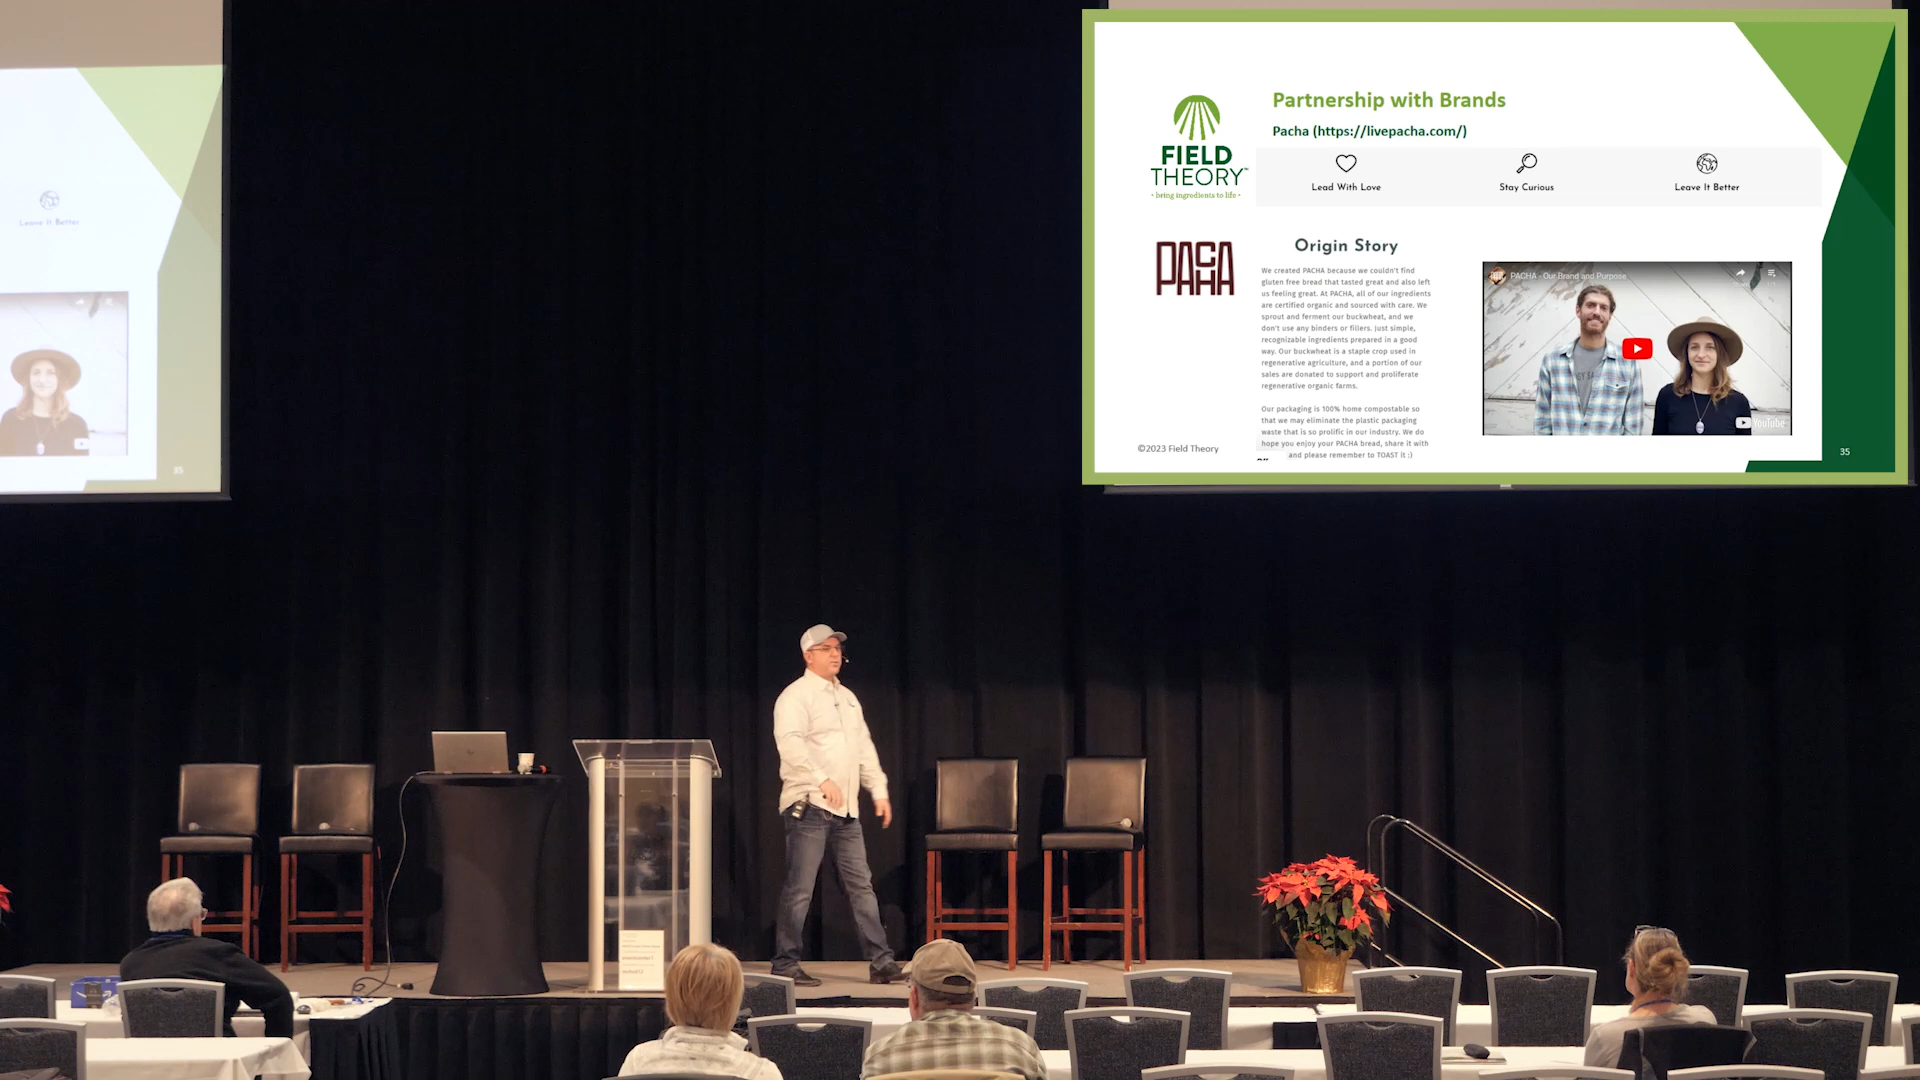 Leave It Better
35
Partnership with Brands
Pacha (https://livepacha.com/)
FIELD
THEORY™
• bring ingredients to life •
Lead With Love
Stay Curious
Leave It Better
PACHA
Origin Story
We created PACHA because we couldn't find
gluten free bread that tasted great and also left
us feeling great. At PACHA, all of our ingredients
are certified organic and sourced with care. We
sprout and ferment our buckwheat, and we
don't use any binders or fillers. Just simple,
recognizable ingredients prepared in a good
way. Our buckwheat is a staple crop used in
regenerative agriculture, and a portion of our
sales are donated to support and proliferate
regenerative organic farms.
Our packaging is 100% home compostable so
that we may eliminate the plastic packaging
waste that is so prolific in our industry. We do
hope you enjoy your PACHA bread, share it with
and please remember to TOAST it :)
PACHA - Our Brand and Purpose
YouTube
©2023 Field Theory
35